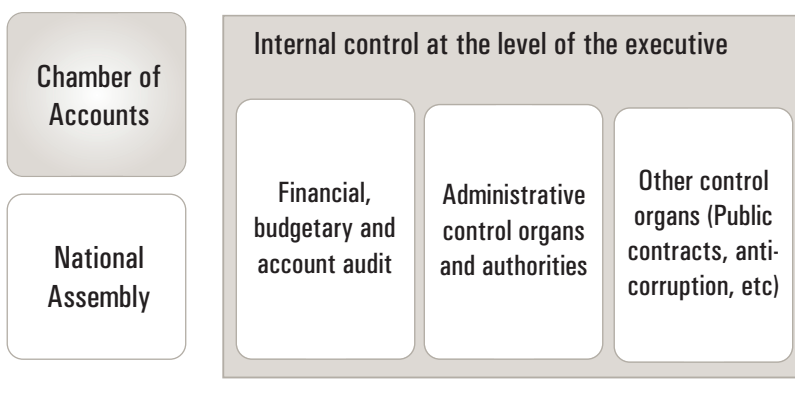 Chamber of
Accounts
National
Assembly
Internal control at the level of the executive
Financial,
budgetary and
account audit
Administrative
control organs
and authorities
Other control
organs (Public
contracts, anti-
corruption, etc)